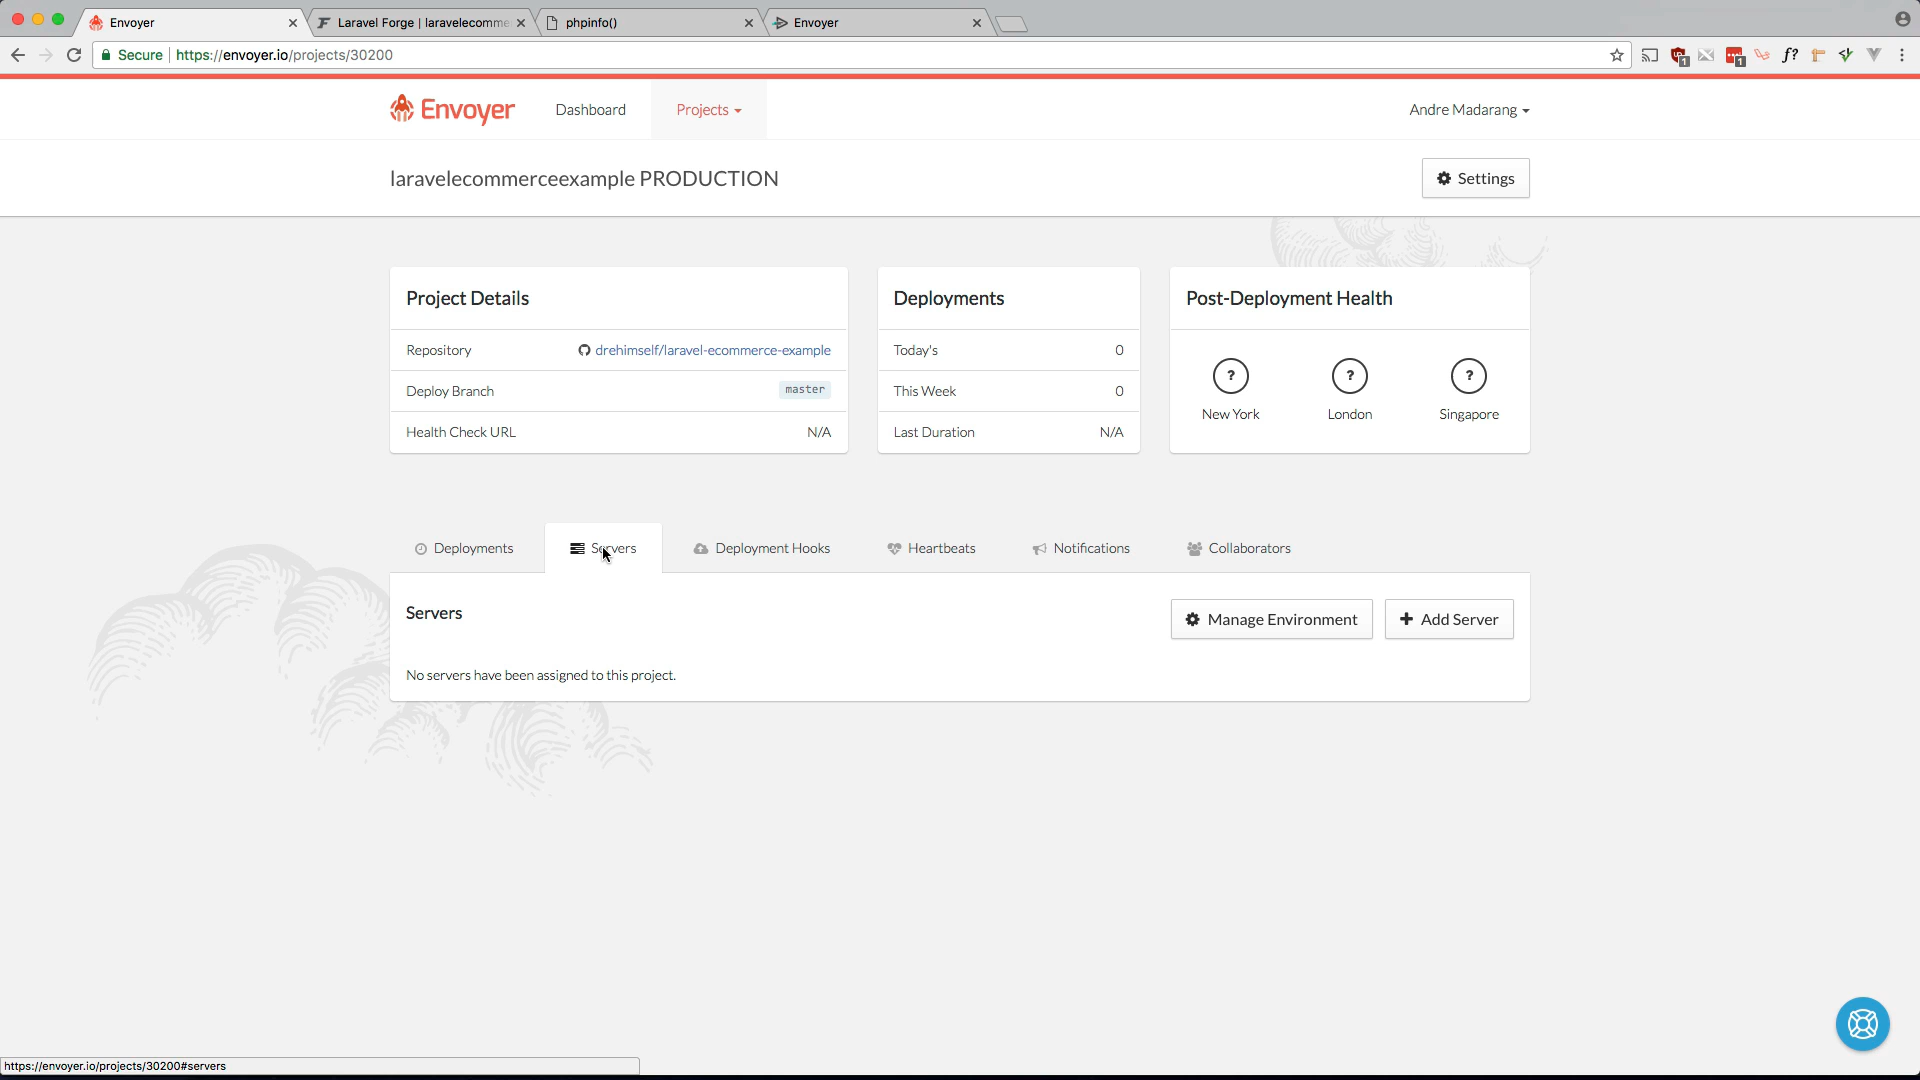 Envoyer
Laravel Forge | laravelecomme
phpinfo()
Envoyer
Secure
https://envoyer.io/projects/30200
1
1
f?
Envoyer
Dashboard
Projects
Andre Madarang
laravelecommerceexample PRODUCTION
Settings
Project Details
Repository
drehimself/laravel-ecommerce-example
Deploy Branch
master
Health Check URL
N/A
Deployments
Today's
0
This Week
0
Last Duration
N/A
Post-Deployment Health
? ? ?
New York
London
Singapore
Deployments
Servers
Deployment Hooks
Heartbeats
Notifications
Collaborators
Servers
Manage Environment
Add Server
No servers have been assigned to this project.
https://envoyer.io/projects/30200#servers